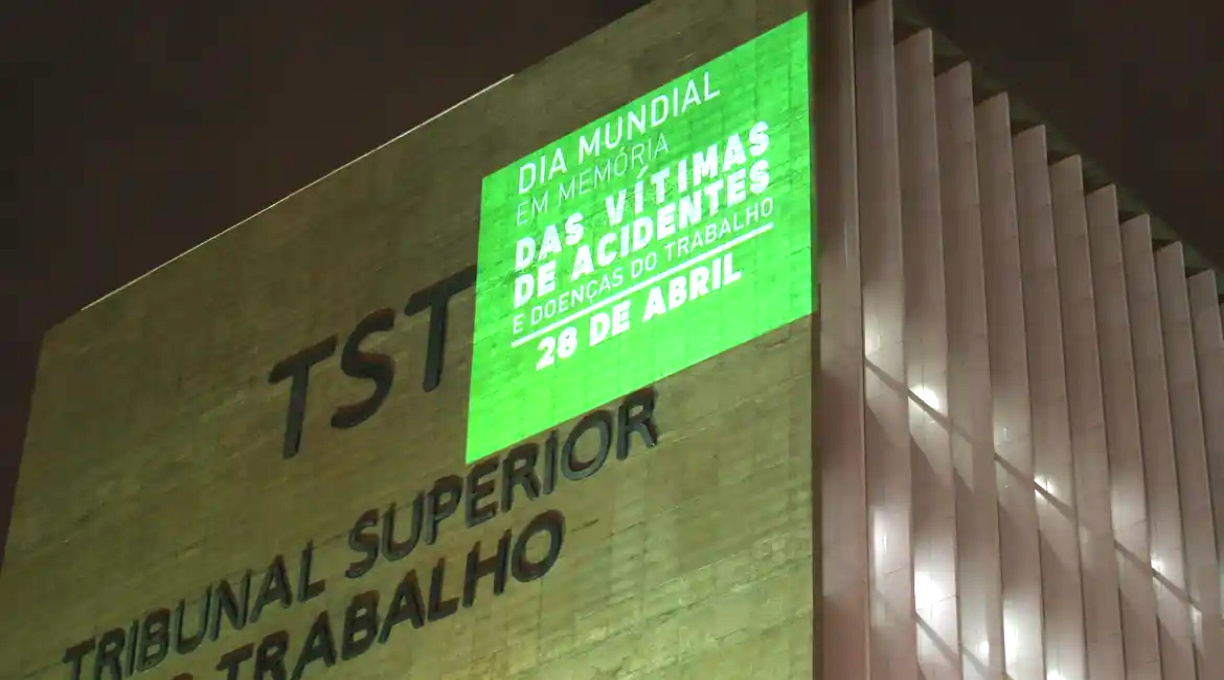 DIA MUNDIAL
EM MEMÓRIA
DAS VÍTIMAS
DE ACIDENTES
E DOENÇAS DO TRABALHO
28 DE ABRIL
TST
TRIBUNAL SUPERIOR
TRABALHO